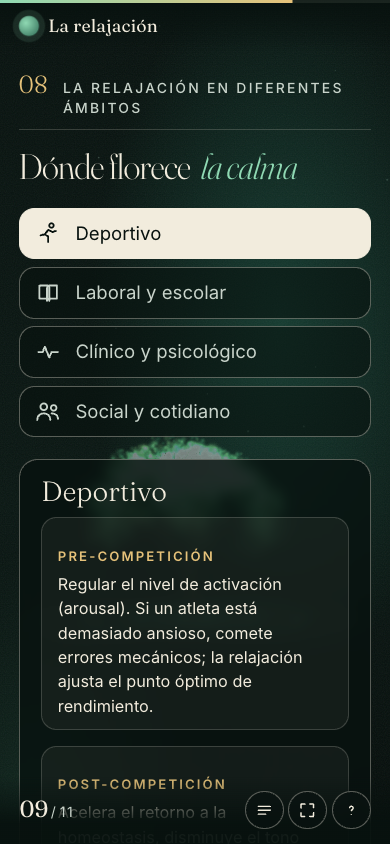 La relajación
08 LA RELAJACIÓN EN DIFERENTES
ÁMBITOS
Dónde florece la calma
Deportivo
Laboral y escolar
Clínico y psicológico
Social y cotidiano
Deportivo
PRE-COMPETICIÓN
Regular el nivel de activación
(arousal). Si un atleta está
demasiado ansioso, comete
errores mecánicos; la relajación
ajusta el punto óptimo de
rendimiento.
POST-COMPETICIÓN
Acelera el retorno a la
homeostasis, disminuye el tono
09 / 11
?